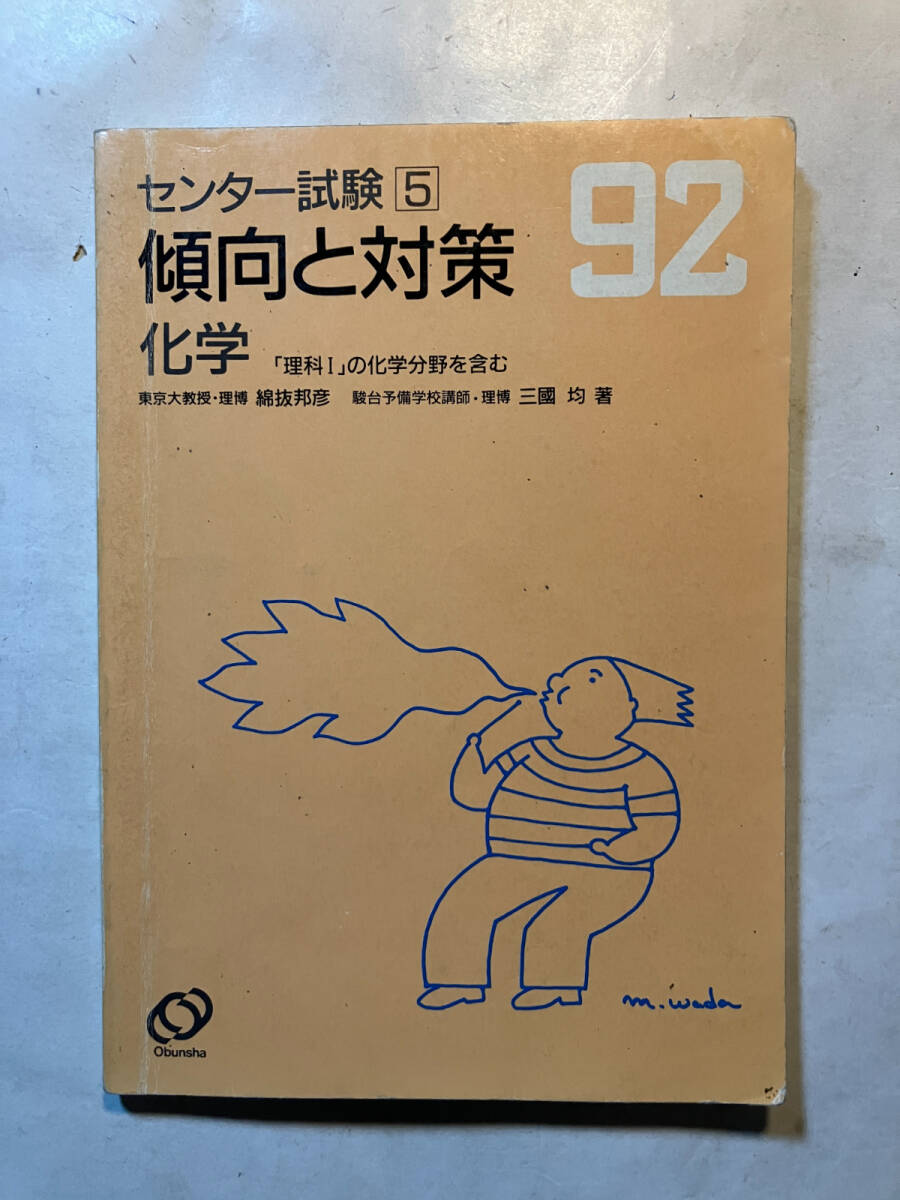 センター試験 5
92
傾向と対策
化学 「理科Ⅰ」の化学分野を含む
東京大教授・理博 綿抜邦彦 駿台予備学校講師・理博 三國 均 著
m.wada
Obunsha